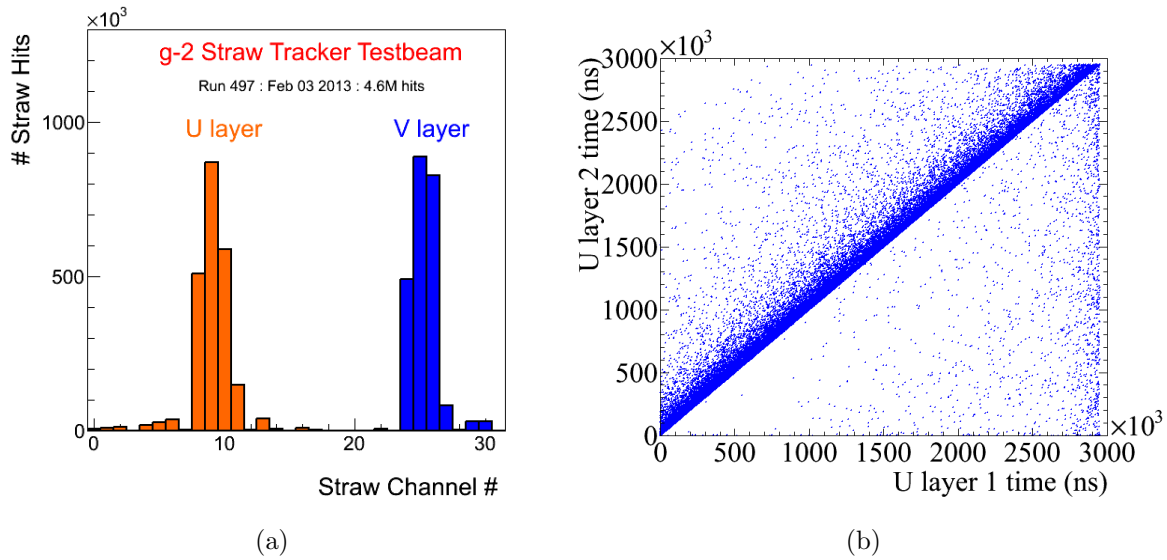 ×10³
# Straw Hits
g-2 Straw Tracker Testbeam
Run 497 : Feb 03 2013 : 4.6M hits
U layer
V layer
1000
500
0
0
10
20
30
Straw Channel #
(a)
×10³
U layer 2 time (ns)
3000
2500
2000
1500
1000
500
0
0
500
1000
1500
2000
2500
3000
×10³
U layer 1 time (ns)
(b)